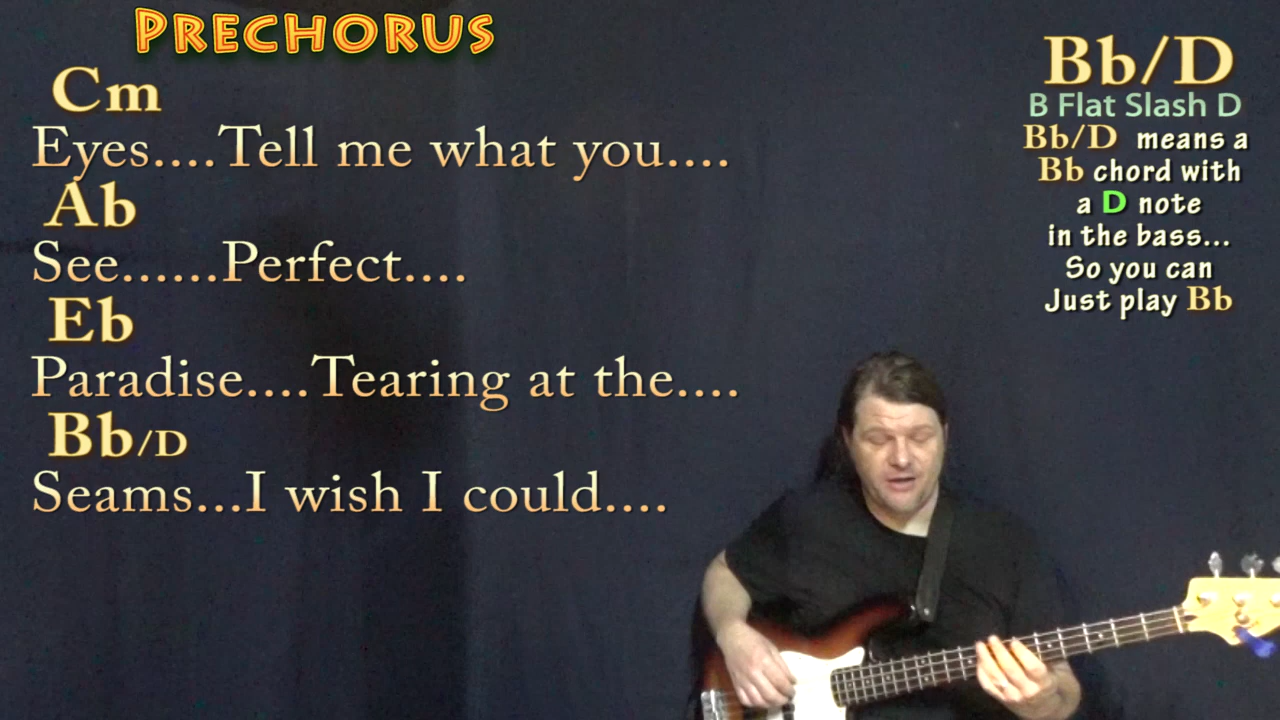 PRECHORUS
Cm
Eyes....Tell me what you....
Ab
See......Perfect....
Eb
Paradise....Tearing at the....
Bb/D
Seams...I wish I could....
Bb/D
B Flat Slash D
Bb/D means a
Bb chord with
a D note
in the bass...
So you can
Just play Bb